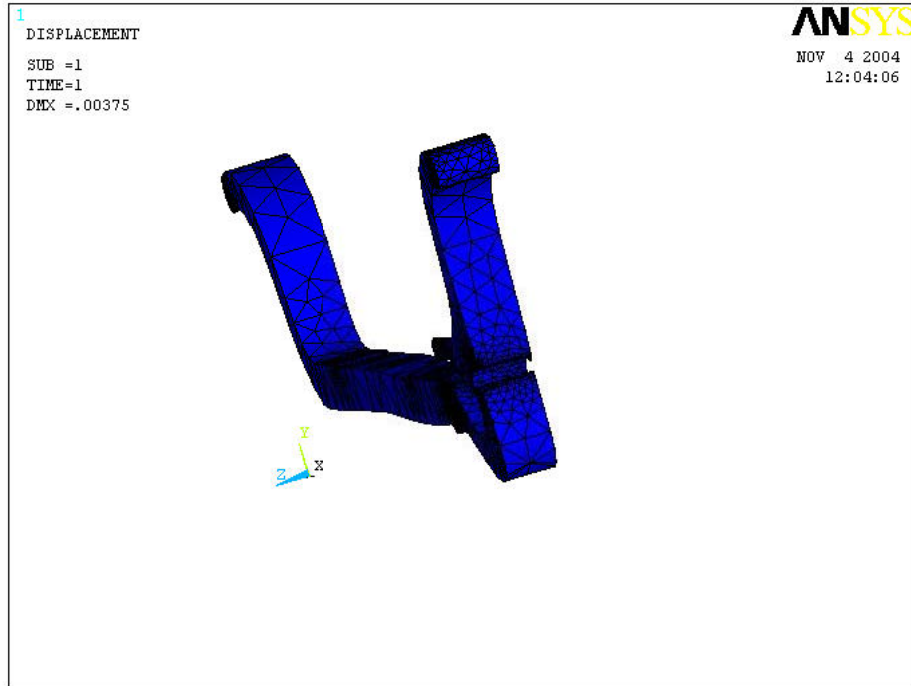 1
DISPLACEMENT
SUB =1
TIME=1
DMX =.00375
ANSYS
NOV 4 2004
12:04:06
Y
Z X